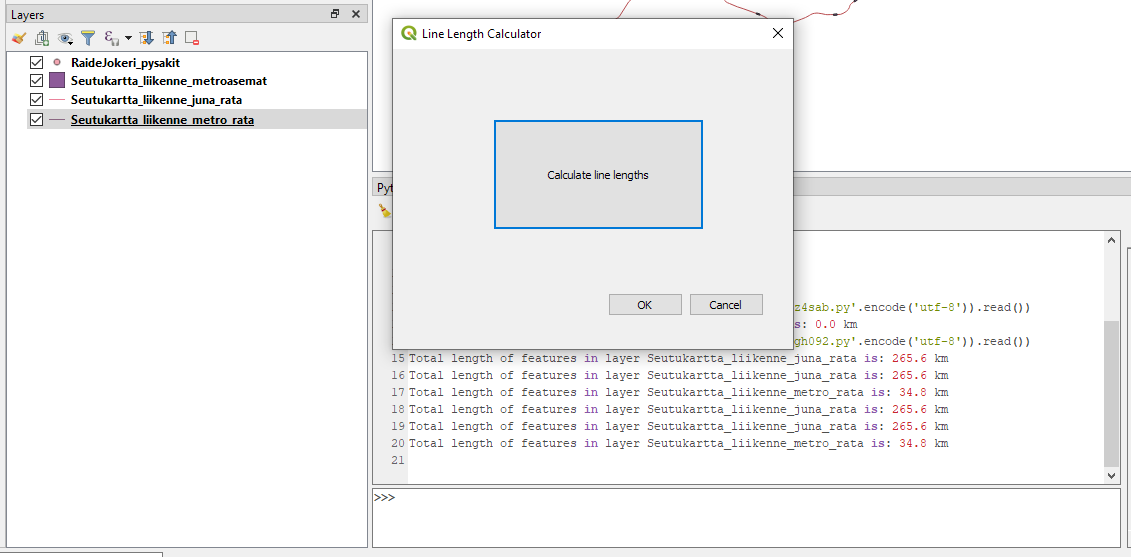 Layers
RaideJokeri_pysakit
Seutukartta_liikenne_metroasemat
Seutukartta_liikenne_juna_rata
Seutukartta_liikenne_metro_rata
Line Length Calculator
Calculate line lengths
OK
Cancel
Pyt
z4sab.py'.encode('utf-8')).read())
s: 0.0 km
gh092.py'.encode('utf-8')).read())
15 Total length of features in layer Seutukartta_liikenne_juna_rata is: 265.6 km
16 Total length of features in layer Seutukartta_liikenne_juna_rata is: 265.6 km
17 Total length of features in layer Seutukartta_liikenne_metro_rata is: 34.8 km
18 Total length of features in layer Seutukartta_liikenne_juna_rata is: 265.6 km
19 Total length of features in layer Seutukartta_liikenne_juna_rata is: 265.6 km
20 Total length of features in layer Seutukartta_liikenne_metro_rata is: 34.8 km
21
>>>